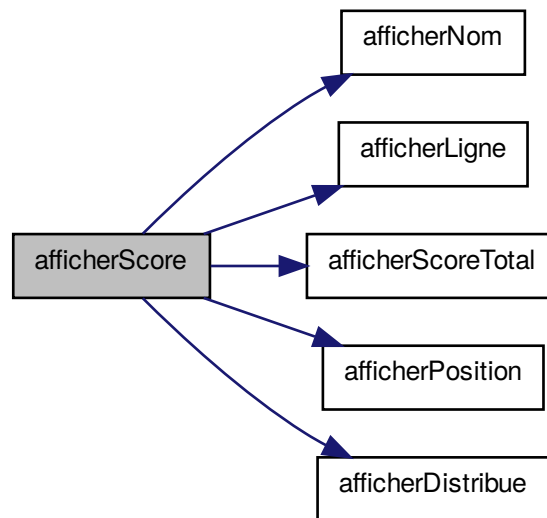 afficherNom
afficherLigne
afficherScore
afficherScoreTotal
afficherPosition
afficherDistribue